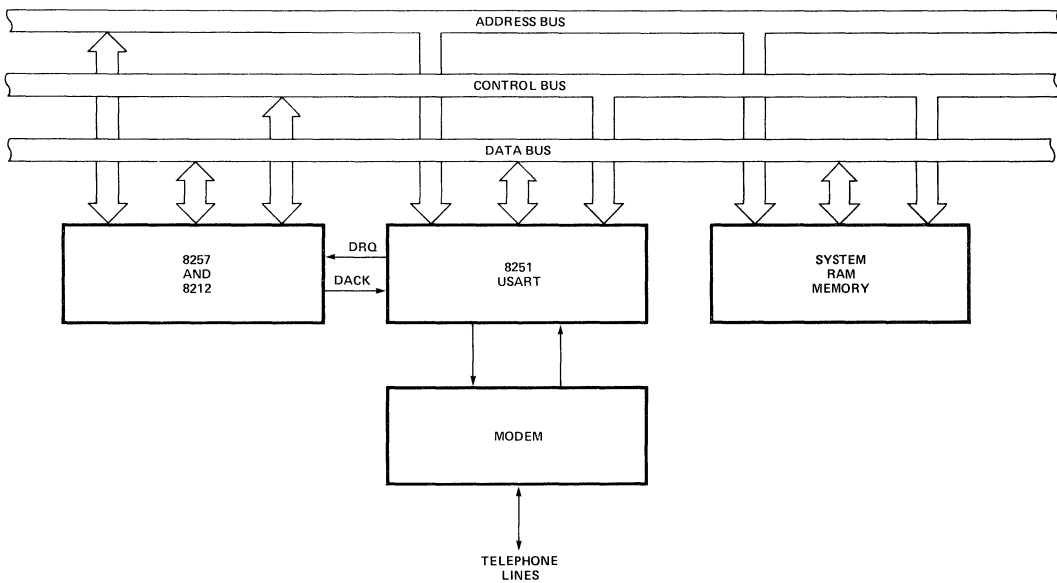 ADDRESS BUS
CONTROL BUS
DATA BUS
8257
AND
8212
DRQ
DACK
8251
USART
SYSTEM
RAM
MEMORY
MODEM
TELEPHONE
LINES